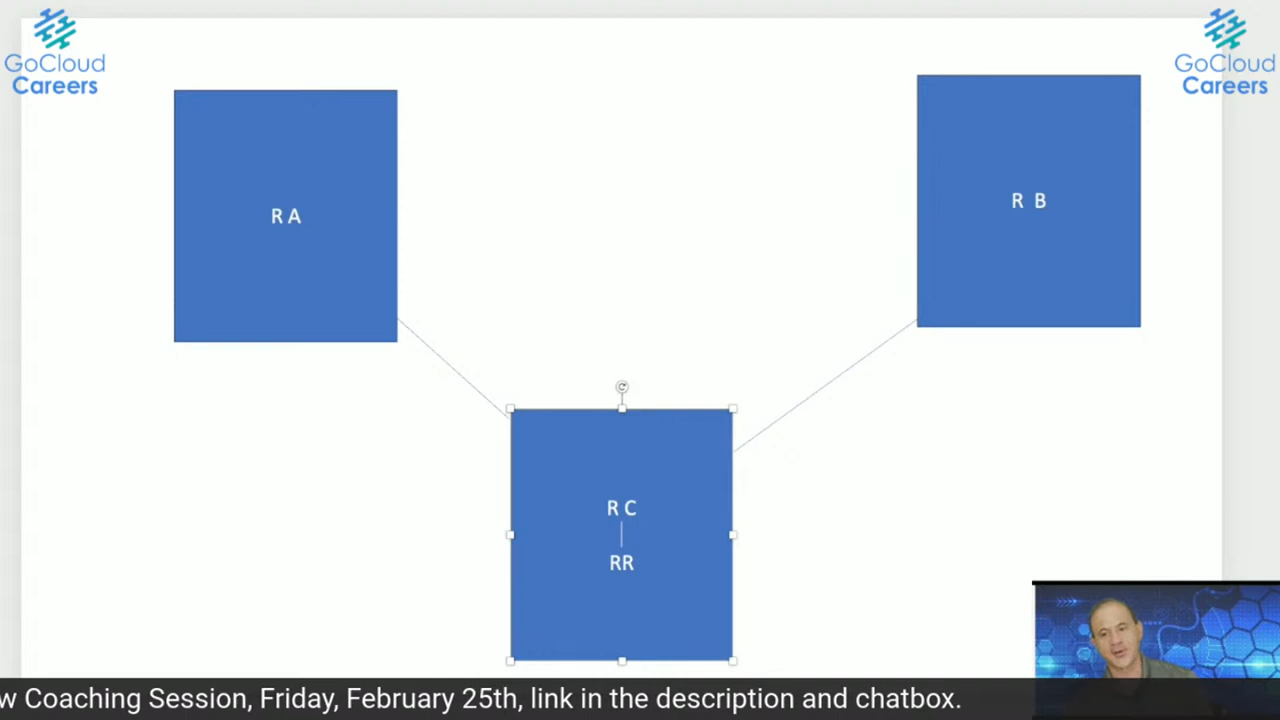 GoCloud
Careers
GoCloud
Careers
R A
R B
R C
RR
w Coaching Session, Friday, February 25th, link in the description and chatbox.